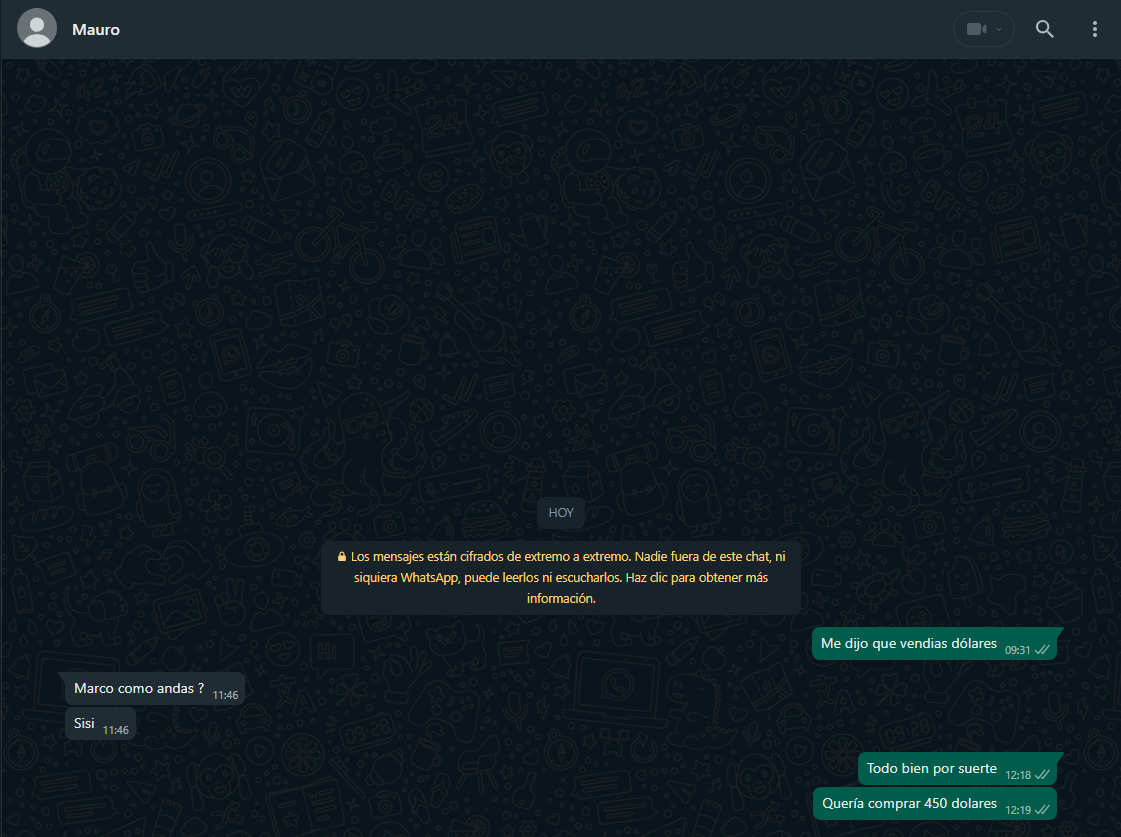 Mauro
HOY
Los mensajes están cifrados de extremo a extremo. Nadie fuera de este chat, ni
siquiera WhatsApp, puede leerlos ni escucharlos. Haz clic para obtener más
información.
Me dijo que vendias dólares 09:31
Marco como andas ? 11:46
Sisi 11:46
Todo bien por suerte 12:18
Quería comprar 450 dolares 12:19